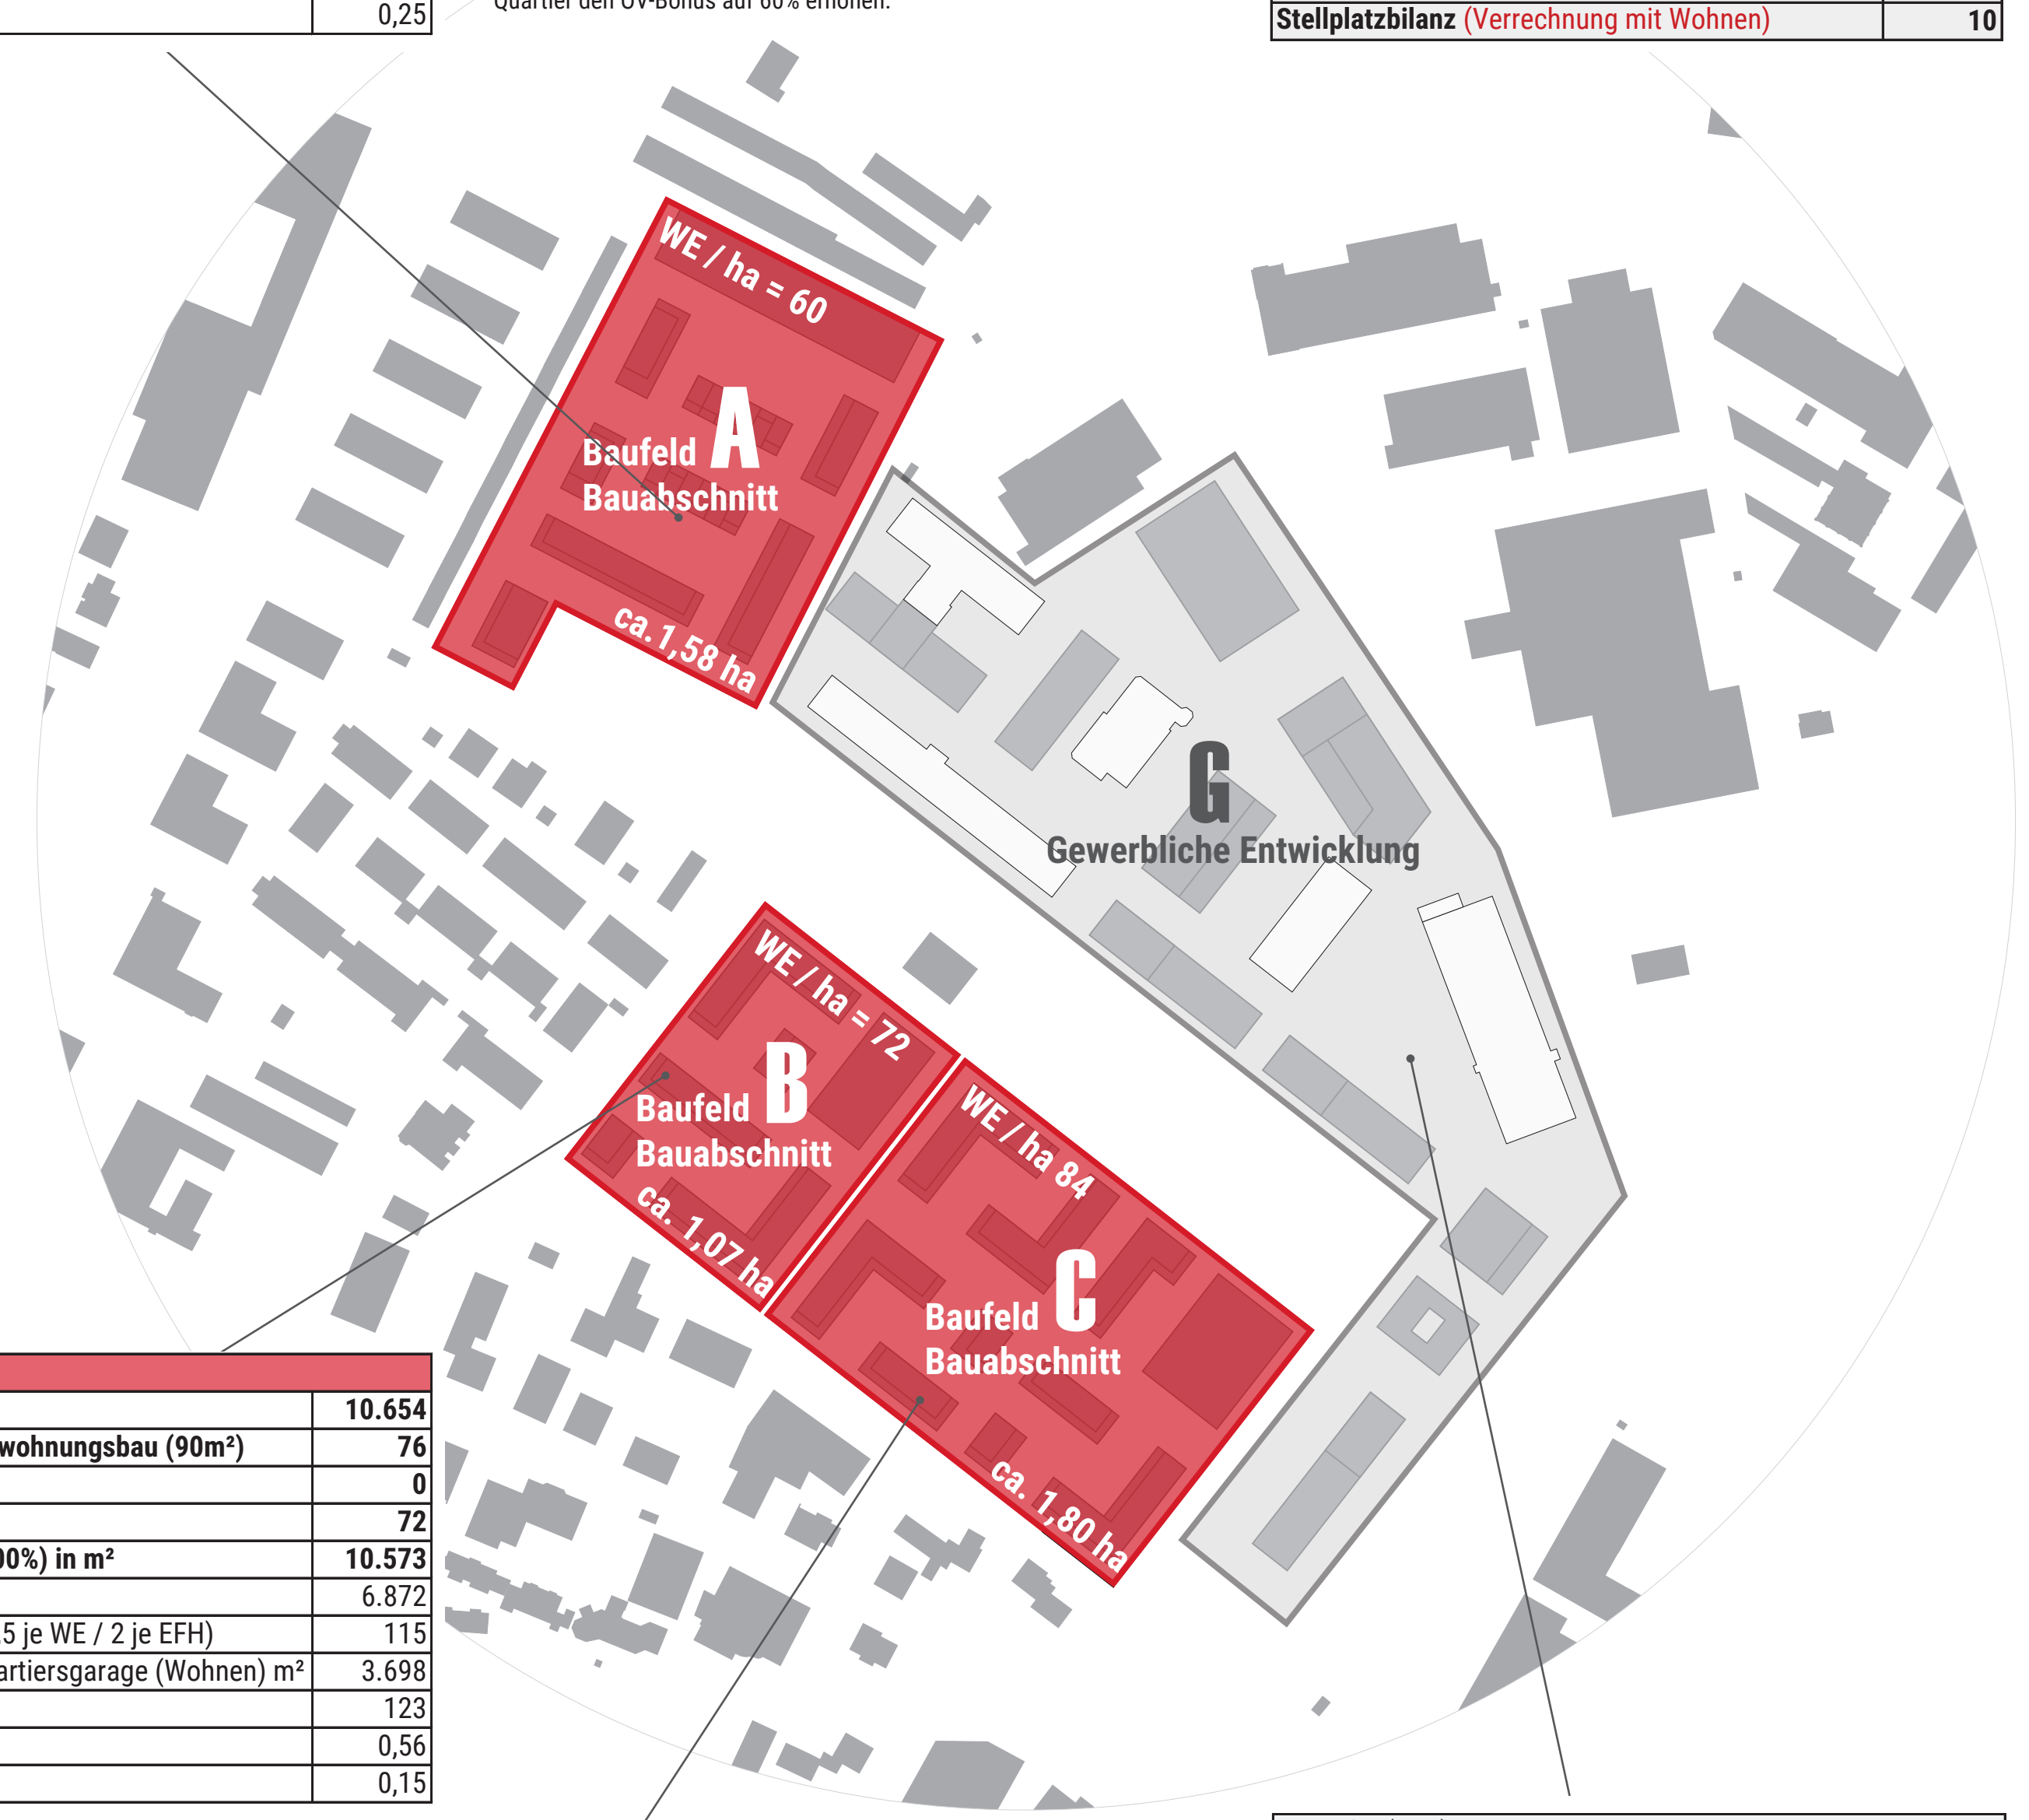 0,25
Quartier den ÖV-Bonus auf 60% erhöhen.
Stellplatzbilanz (Verrechnung mit Wohnen) 10
WE / ha = 60
A
Baufeld
Bauabschnitt
ca. 1,58 ha
G
Gewerbliche Entwicklung
WE / ha = 72
B
Baufeld
Bauabschnitt
ca. 1,07 ha
WE / ha 84
C
Baufeld
Bauabschnitt
ca. 1,80 ha
10.654
wohnungsbau (90m²) 76
0
72
00%) in m² 10.573
6.872
5 je WE / 2 je EFH) 115
artiersgarage (Wohnen) m² 3.698
123
0,56
0,15